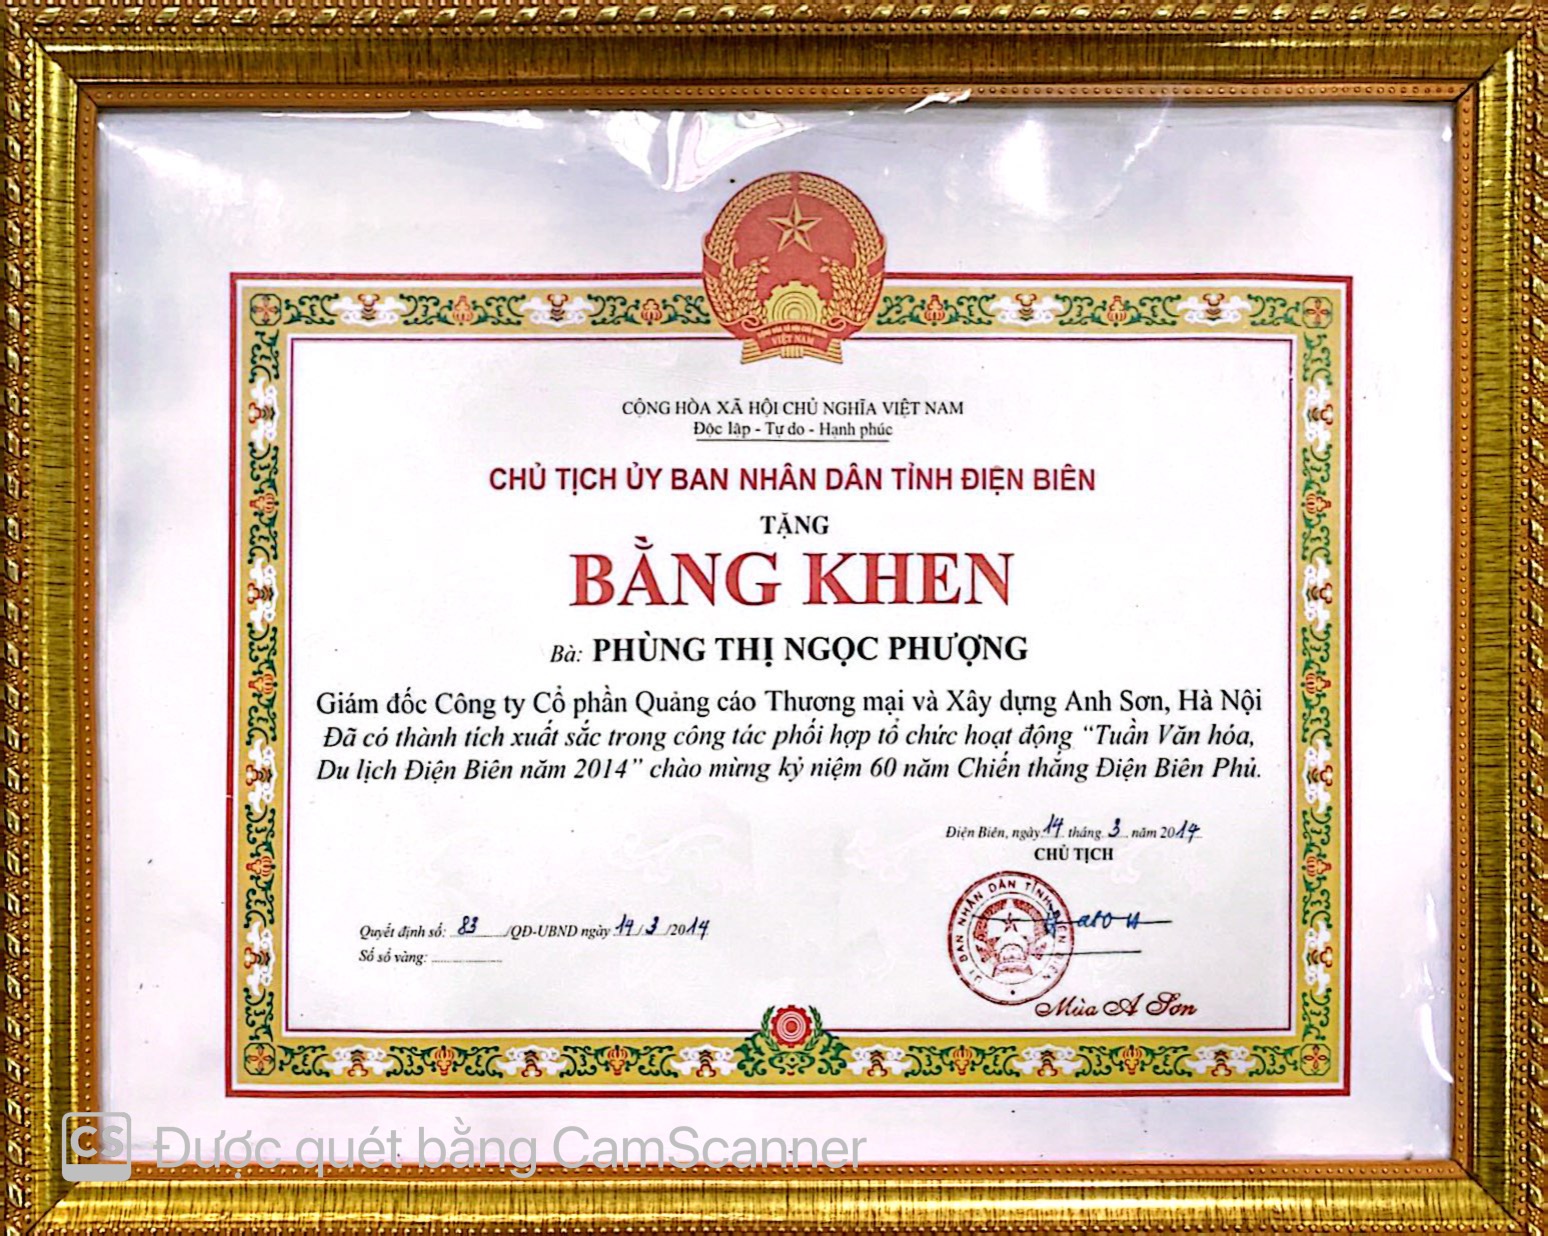 VIỆT NAM
CỘNG HÒA XÃ HỘI CHỦ NGHĨA VIỆT NAM
Độc lập - Tự do - Hạnh phúc
CHỦ TỊCH ỦY BAN NHÂN DÂN TỈNH ĐIỆN BIÊN
TẶNG
BẰNG KHEN
Bà: PHÙNG THỊ NGỌC PHƯỢNG
Giám đốc Công ty Cổ phần Quảng cáo Thương mại và Xây dựng Anh Sơn, Hà Nội
Đã có thành tích xuất sắc trong công tác phối hợp tổ chức hoạt động “Tuần Văn hóa,
Du lịch Điện Biên năm 2014” chào mừng kỷ niệm 60 năm Chiến thắng Điện Biên Phủ.
Điện Biên, ngày 14 tháng 3 năm 2014
CHỦ TỊCH
Quyết định số: 83 /QĐ-UBND ngày 14/3/2014
Số sổ vàng:
BAN NHÂN DÂN TỈNH ĐIỆN BIÊN
Mùa A Sơn
CS Được quét bằng CamScanner